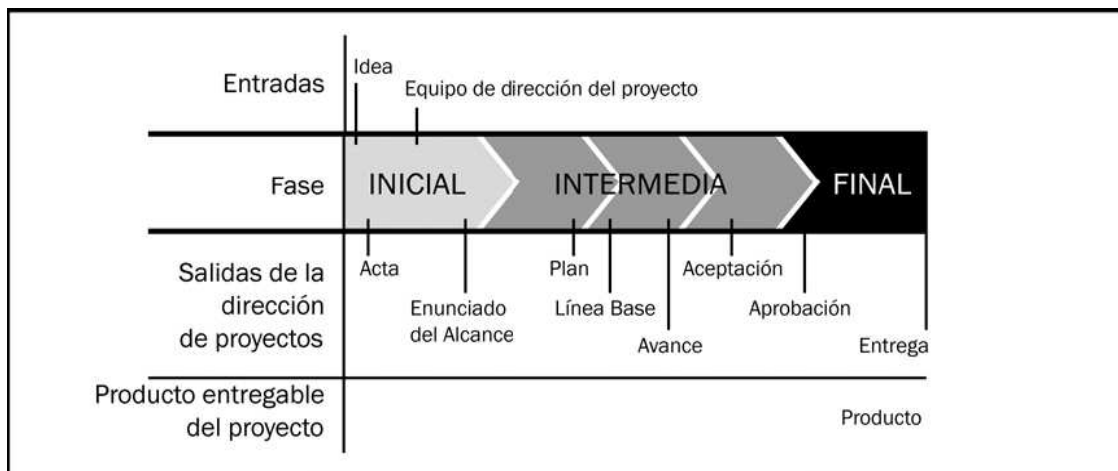 Entradas
Idea
Equipo de dirección del proyecto
Fase
INICIAL
INTERMEDIA
FINAL
Salidas de la
dirección
de proyectos
Acta
Enunciado
del Alcance
Plan
Línea Base
Avance
Aceptación
Aprobación
Entrega
Producto entregable
del proyecto
Producto